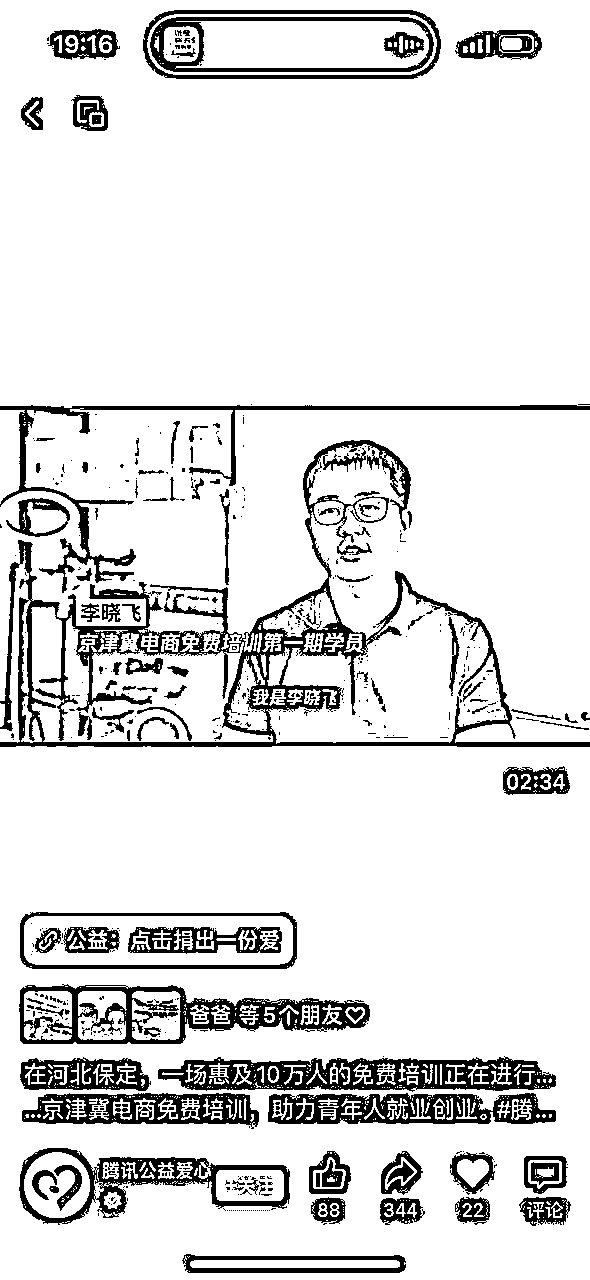 19:16
李晓飞
京津冀电商免费培训第一期学员
我是李晓飞
02:34
公益：点击捐出一份爱
爸爸 等5个朋友♡
在河北保定，一场惠及10万人的免费培训正在进行...
...京津冀电商免费培训，助力青年人就业创业。#腾...
腾讯公益爱心
关注
88
344
22
评论